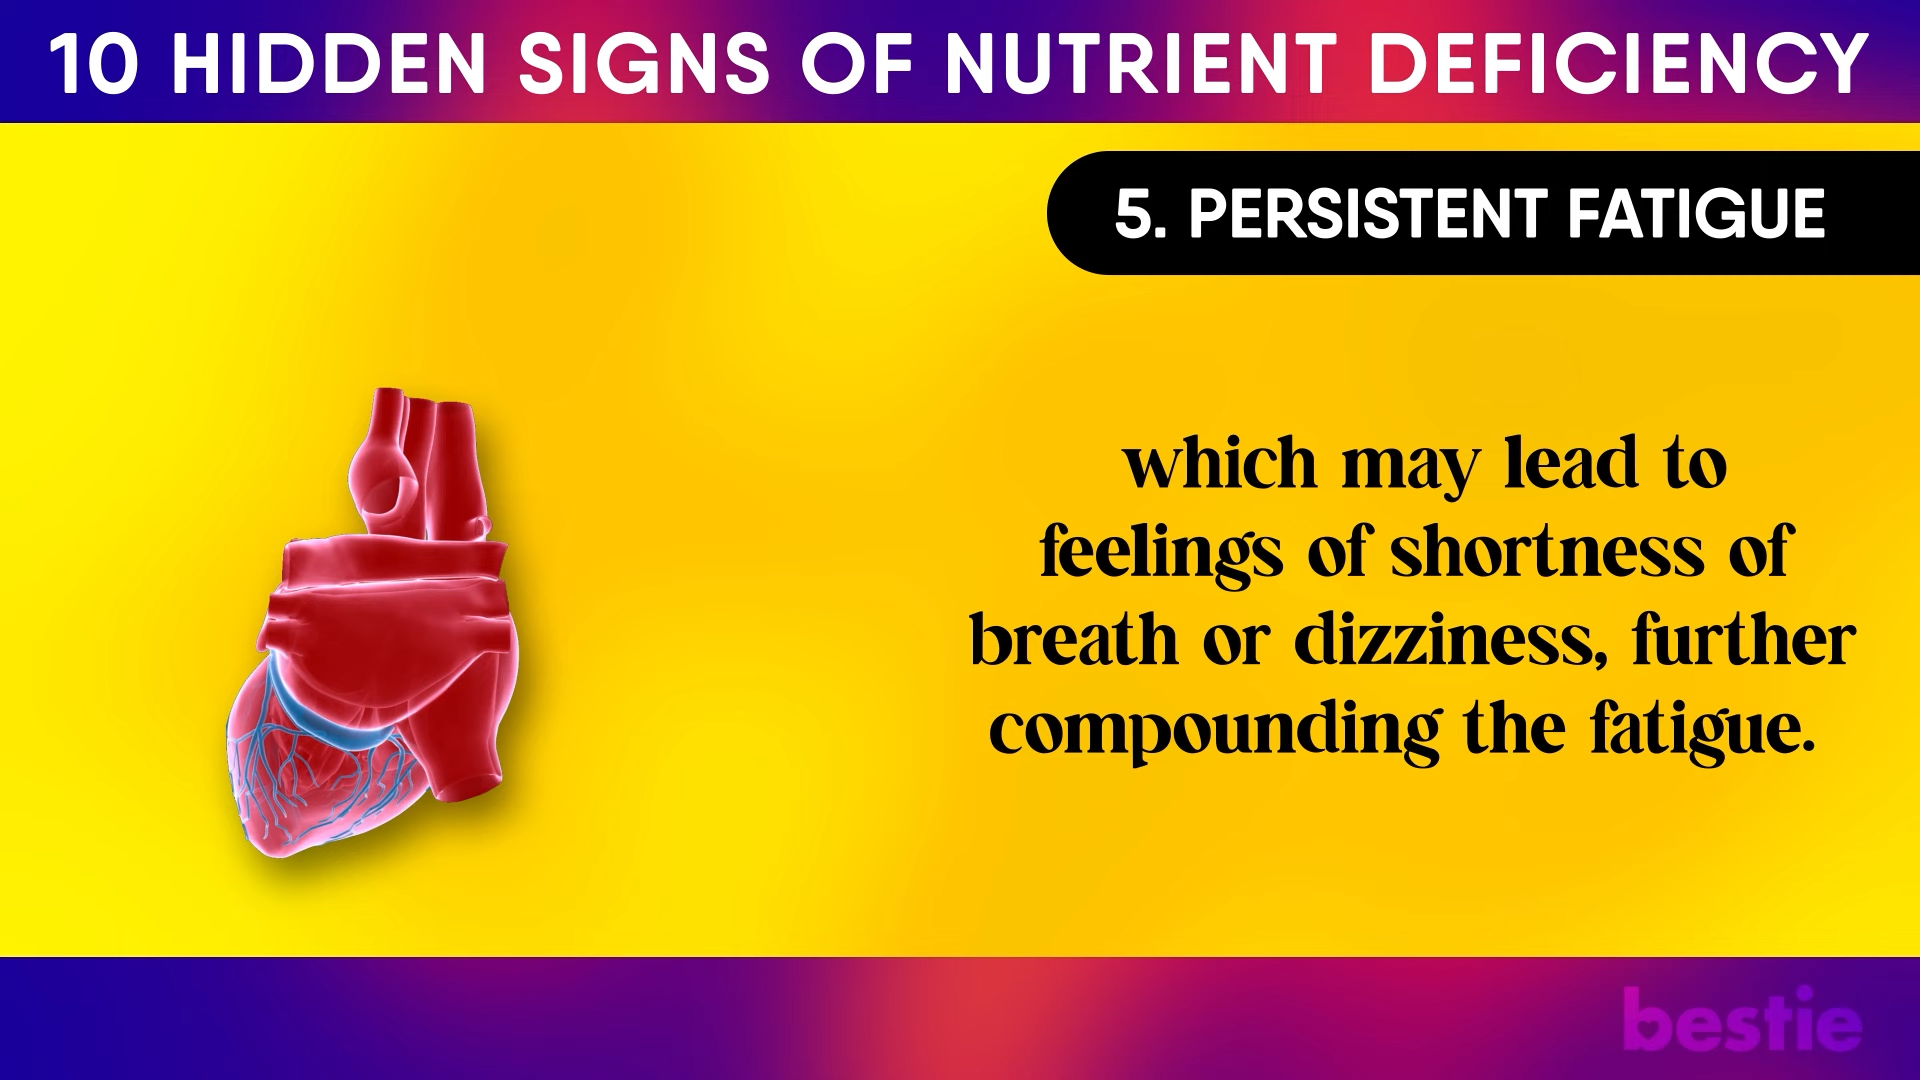 10 HIDDEN SIGNS OF NUTRIENT DEFICIENCY
5. PERSISTENT FATIGUE
which may lead to
feelings of shortness of
breath or dizziness, further
compounding the fatigue.
bestie